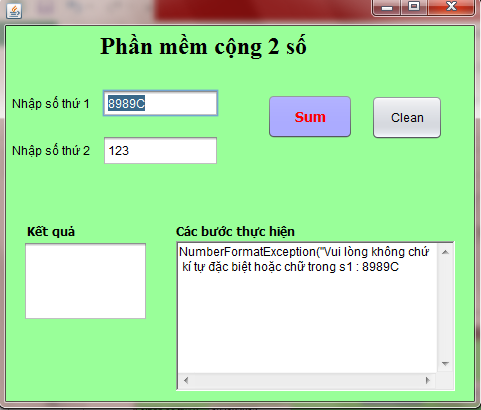 Phần mềm cộng 2 số
Nhập số thứ 1
8989C
Sum
Clean
Nhập số thứ 2
123
Kết quả
Các bước thực hiện
NumberFormatException("Vui lòng không chứ
kí tự đặc biệt hoặc chữ trong s1 : 8989C